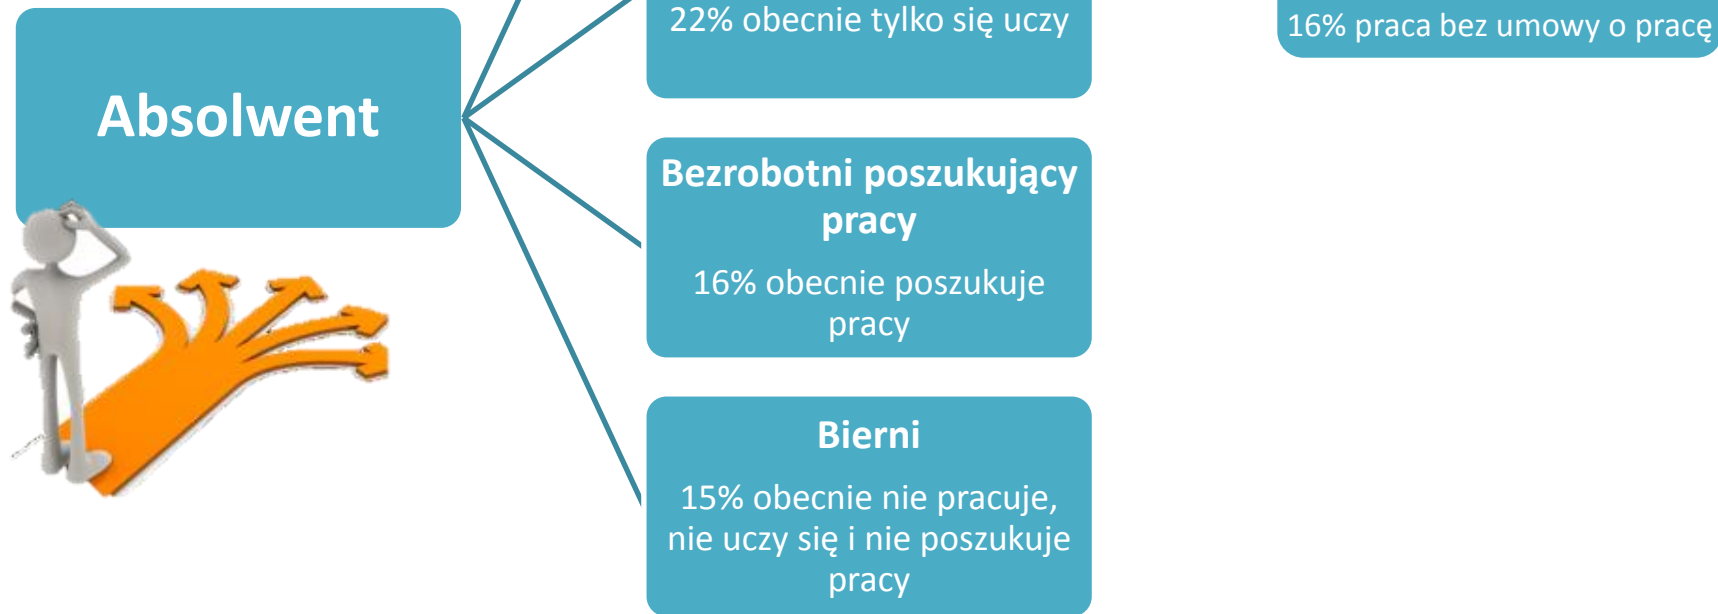 Absolwent
22% obecnie tylko się uczy
Bezrobotni poszukujący
pracy
16% obecnie poszukuje
pracy
Bierni
15% obecnie nie pracuje,
nie uczy się i nie poszukuje
pracy
16% praca bez umowy o pracę